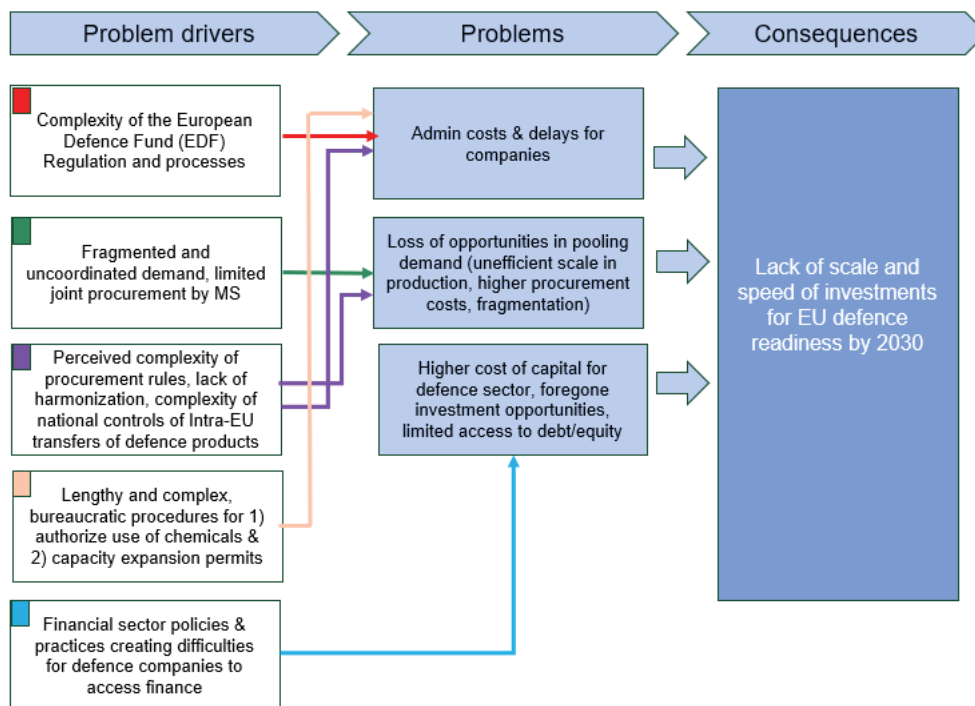 Problem drivers
Problems
Consequences
Complexity of the European
Defence Fund (EDF)
Regulation and processes
Fragmented and
uncoordinated demand, limited
joint procurement by MS
Perceived complexity of
procurement rules, lack of
harmonization, complexity of
national controls of Intra-EU
transfers of defence products
Lengthy and complex,
bureaucratic procedures for 1)
authorize use of chemicals &
2) capacity expansion permits
Financial sector policies &
practices creating difficulties
for defence companies to
access finance
Admin costs & delays for
companies
Loss of opportunities in pooling
demand (unefficient scale in
production, higher procurement
costs, fragmentation)
Higher cost of capital for
defence sector, foregone
investment opportunities,
limited access to debt/equity
Lack of scale and
speed of investments
for EU defence
readiness by 2030